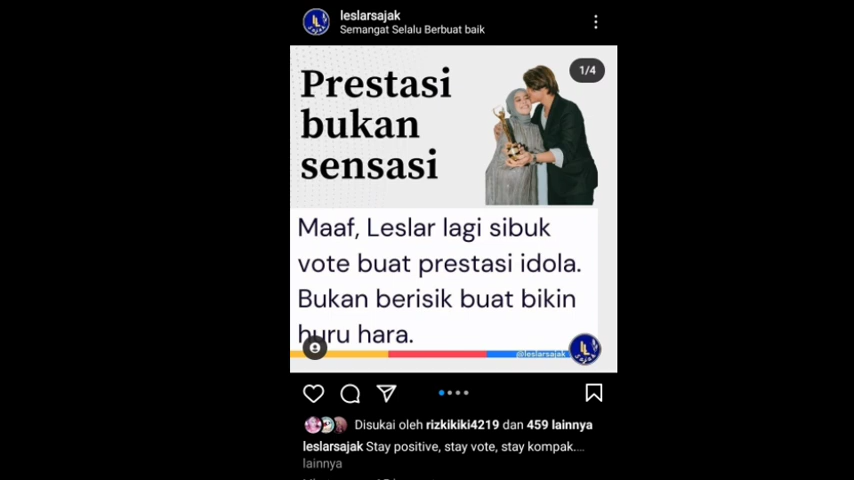 leslarsajak
Semangat Selalu Berbuat baik
1/4
Prestasi
bukan
sensasi
Maaf, Leslar lagi sibuk
vote buat prestasi idola.
Bukan berisik buat bikin
huru hara.
@leslarsajak
Disukai oleh rizkikiki4219 dan 459 lainnya
leslarsajak Stay positive, stay vote, stay kompak....
lainnya